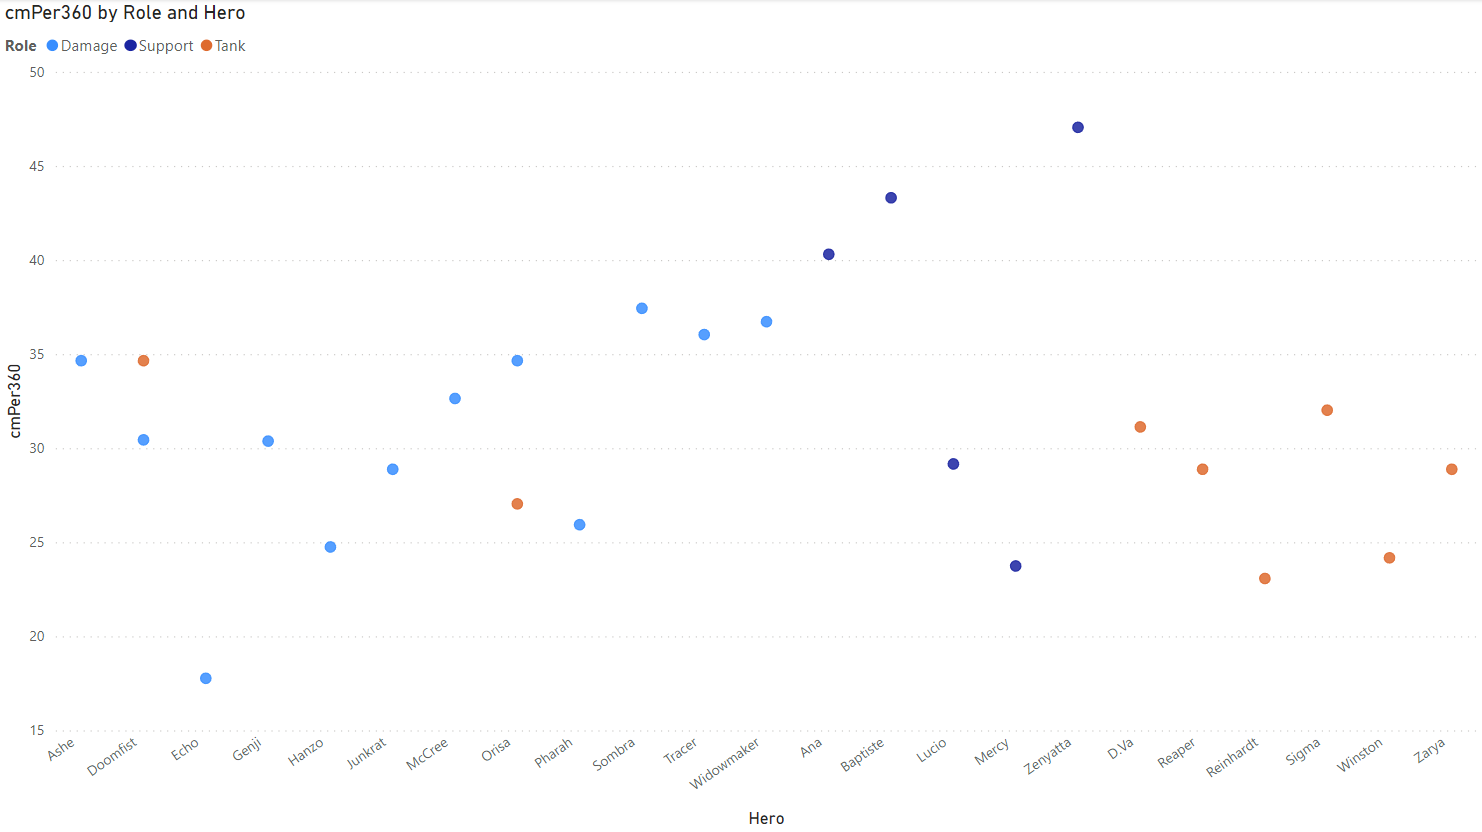 cmPer360 by Role and Hero
Role Damage Support Tank
50
45
40
35
30
25
20
15
cmPer360
Ashe Doomfist Echo Genji Hanzo Junkrat McCree Orisa Pharah Sombra Tracer Widowmaker Ana Baptiste Lucio Mercy Zenyatta D.Va Reaper Reinhardt Sigma Winston Zarya
Hero